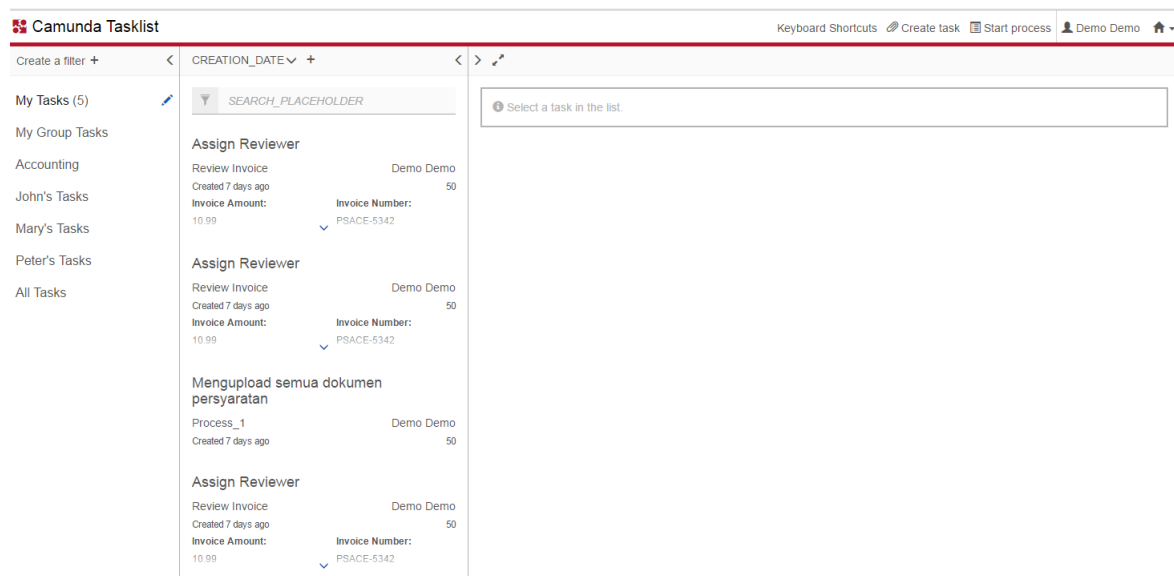 Camunda Tasklist
Keyboard Shortcuts Create task Start process Demo Demo
Create a filter +
My Tasks (5)
My Group Tasks
Accounting
John's Tasks
Mary's Tasks
Peter's Tasks
All Tasks
CREATION_DATE +
SEARCH_PLACEHOLDER
Assign Reviewer
Review Invoice Demo Demo
Created 7 days ago 50
Invoice Amount: Invoice Number:
10.99 PSACE-5342
Assign Reviewer
Review Invoice Demo Demo
Created 7 days ago 50
Invoice Amount: Invoice Number:
10.99 PSACE-5342
Mengupload semua dokumen
persyaratan
Process_1 Demo Demo
Created 7 days ago 50
Assign Reviewer
Review Invoice Demo Demo
Created 7 days ago 50
Invoice Amount: Invoice Number:
10.99 PSACE-5342
Select a task in the list.